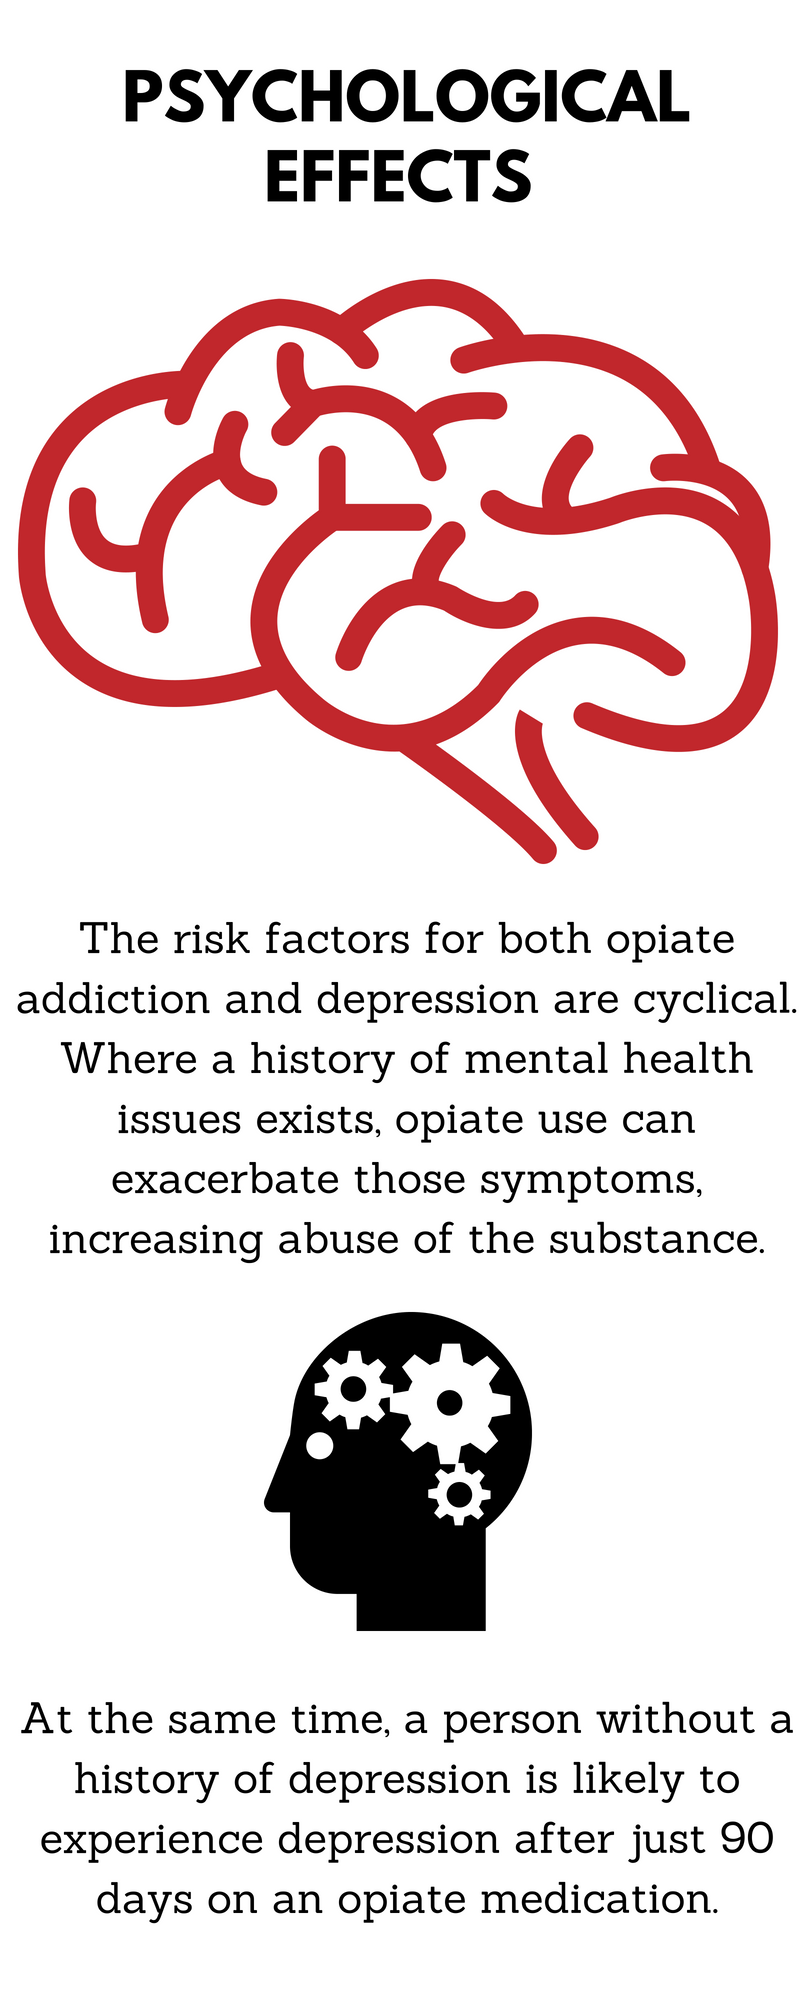 PSYCHOLOGICAL
EFFECTS
The risk factors for both opiate
addiction and depression are cyclical.
Where a history of mental health
issues exists, opiate use can
exacerbate those symptoms,
increasing abuse of the substance.
At the same time, a person without a
history of depression is likely to
experience depression after just 90
days on an opiate medication.